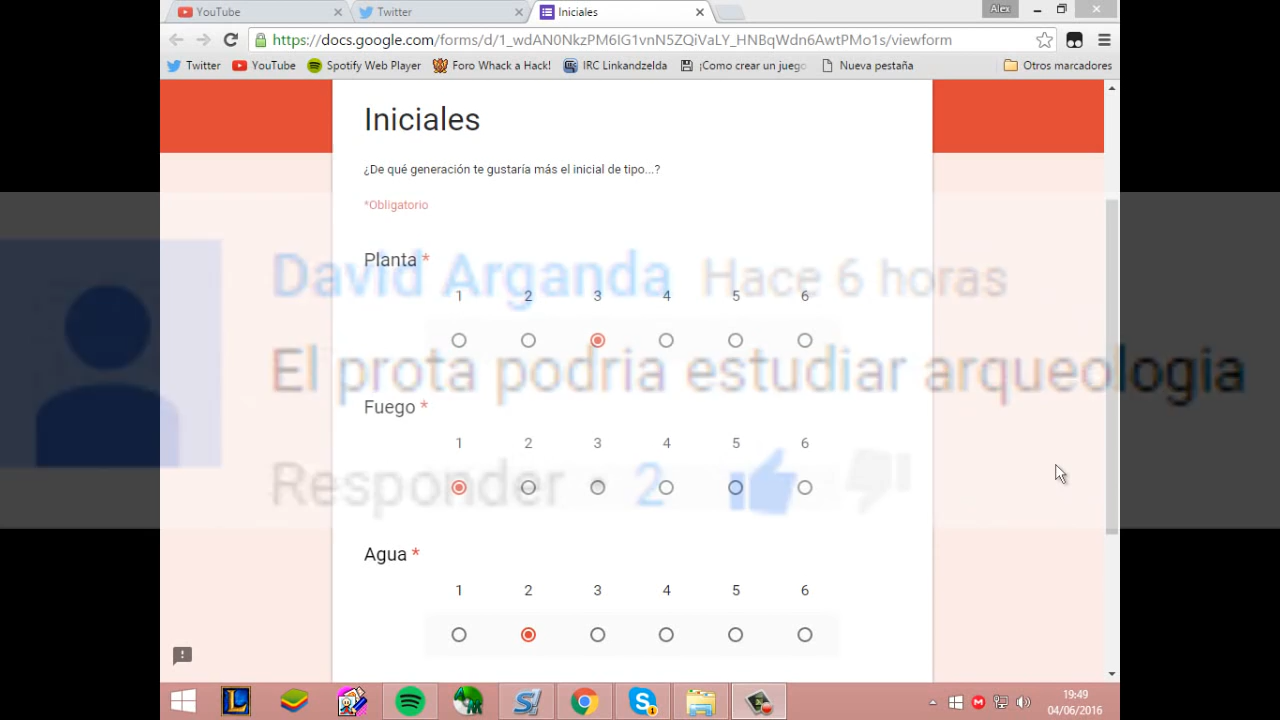 YouTube
Twitter
Iniciales
Alex
https://docs.google.com/forms/d/1_wdAN0NkzPM6IG1vnN5ZQiVaLY_HNBqWdn6AwtPMo1s/viewform
Twitter
YouTube
Spotify Web Player
Foro Whack a Hack!
IRC Linkandzelda
¡Como crear un juego
Nueva pestaña
Otros marcadores
Iniciales
¿De qué generación te gustaría más el inicial de tipo...?
*Obligatorio
David Arganda Hace 6 horas
El prota podria estudiar arqueologia
Responder • 2
Planta *
1 2 3 4 5 6
Fuego *
1 2 3 4 5 6
Agua *
1 2 3 4 5 6
19:49
04/06/2016